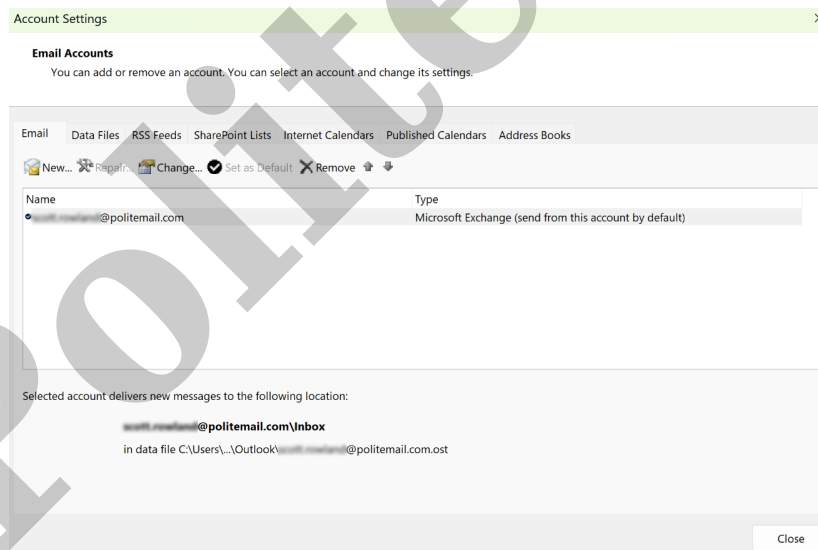 Account Settings
Email Accounts
You can add or remove an account. You can select an account and change its settings.
Email Data Files RSS Feeds SharePoint Lists Internet Calendars Published Calendars Address Books
New... Repair... Change... Set as Default Remove
Name Type
@politemail.com Microsoft Exchange (send from this account by default)
Selected account delivers new messages to the following location:
@politemail.com\Inbox
in data file C:\Users\...\Outlook\ @politemail.com.ost
Close
Polite